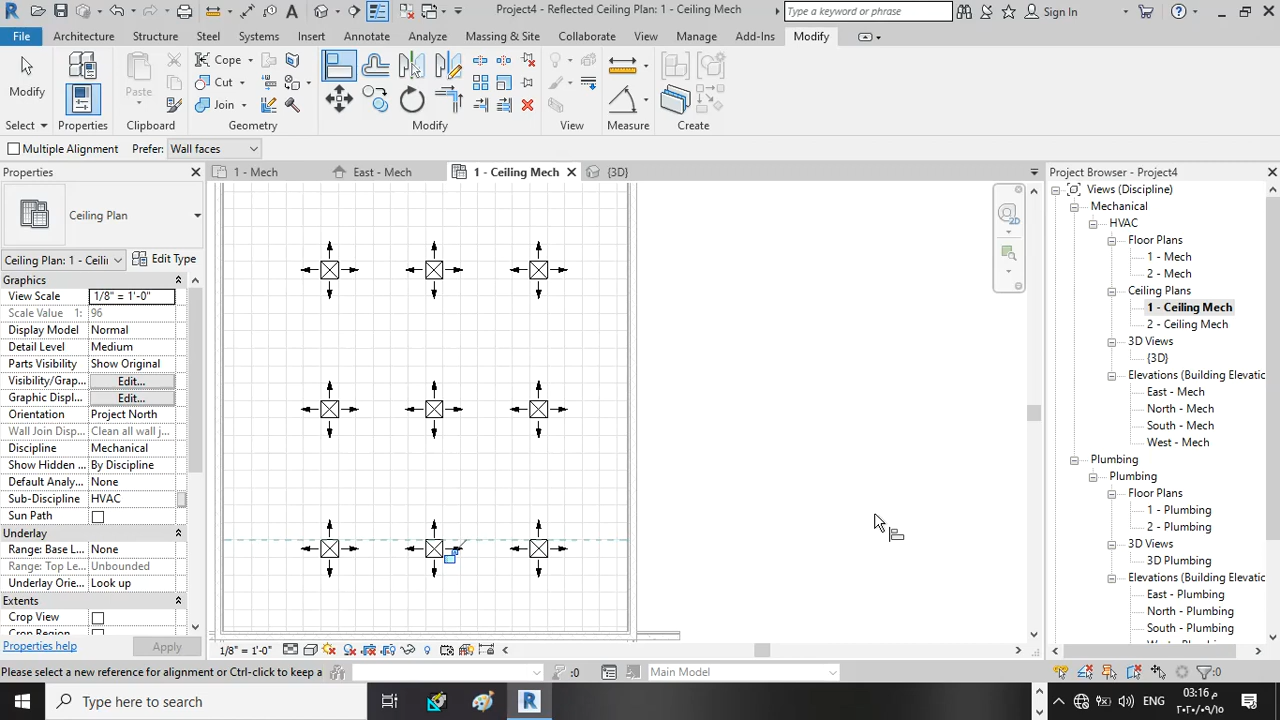 Project4 - Reflected Ceiling Plan: 1 - Ceiling Mech
Type a keyword or phrase
Sign In
File
Architecture
Structure
Steel
Systems
Insert
Annotate
Analyze
Massing & Site
Collaborate
View
Manage
Add-Ins
Modify
Modify
Select
Properties
Paste
Clipboard
Cope
Cut
Join
Geometry
Modify
View
Measure
Create
Multiple Alignment
Prefer: Wall faces
Properties
Ceiling Plan
Ceiling Plan: 1 - Ceili
Edit Type
Graphics
View Scale 1/8" = 1'-0"
Scale Value 1: 96
Display Model Normal
Detail Level Medium
Parts Visibility Show Original
Visibility/Grap... Edit...
Graphic Displ... Edit...
Orientation Project North
Wall Join Disp... Clean all wall j...
Discipline Mechanical
Show Hidden ... By Discipline
Default Analy... None
Sub-Discipline HVAC
Sun Path
Underlay
Range: Base L... None
Range: Top Le... Unbounded
Underlay Orie... Look up
Extents
Crop View
Crop Region
Properties help
Apply
1 - Mech
East - Mech
1 - Ceiling Mech
{3D}
2D
1/8" = 1'-0"
Project Browser - Project4
Views (Discipline)
Mechanical
HVAC
Floor Plans
1 - Mech
2 - Mech
Ceiling Plans
1 - Ceiling Mech
2 - Ceiling Mech
3D Views
{3D}
Elevations (Building Elevatic
East - Mech
North - Mech
South - Mech
West - Mech
Plumbing
Plumbing
Floor Plans
1 - Plumbing
2 - Plumbing
3D Views
3D Plumbing
Elevations (Building Elevatic
East - Plumbing
North - Plumbing
South - Plumbing
Please select a new reference for alignment or Ctrl-click to keep a
:0
Main Model
:0
Type here to search
ENG
03:16 م
٢٠٢٠/٠٩/١٥